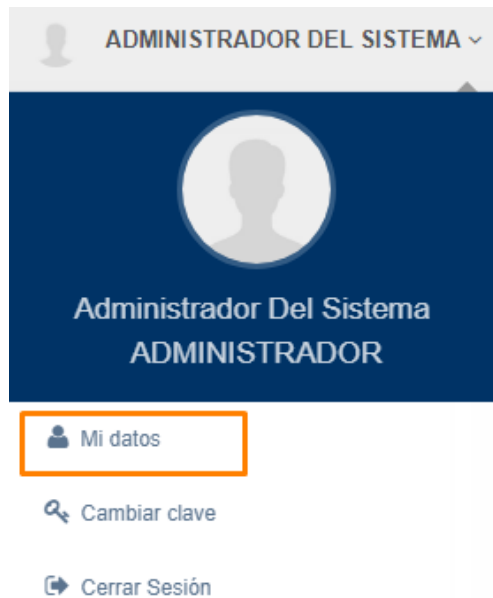 ADMINISTRADOR DEL SISTEMA
Administrador Del Sistema
ADMINISTRADOR
Mi datos
Cambiar clave
Cerrar Sesión